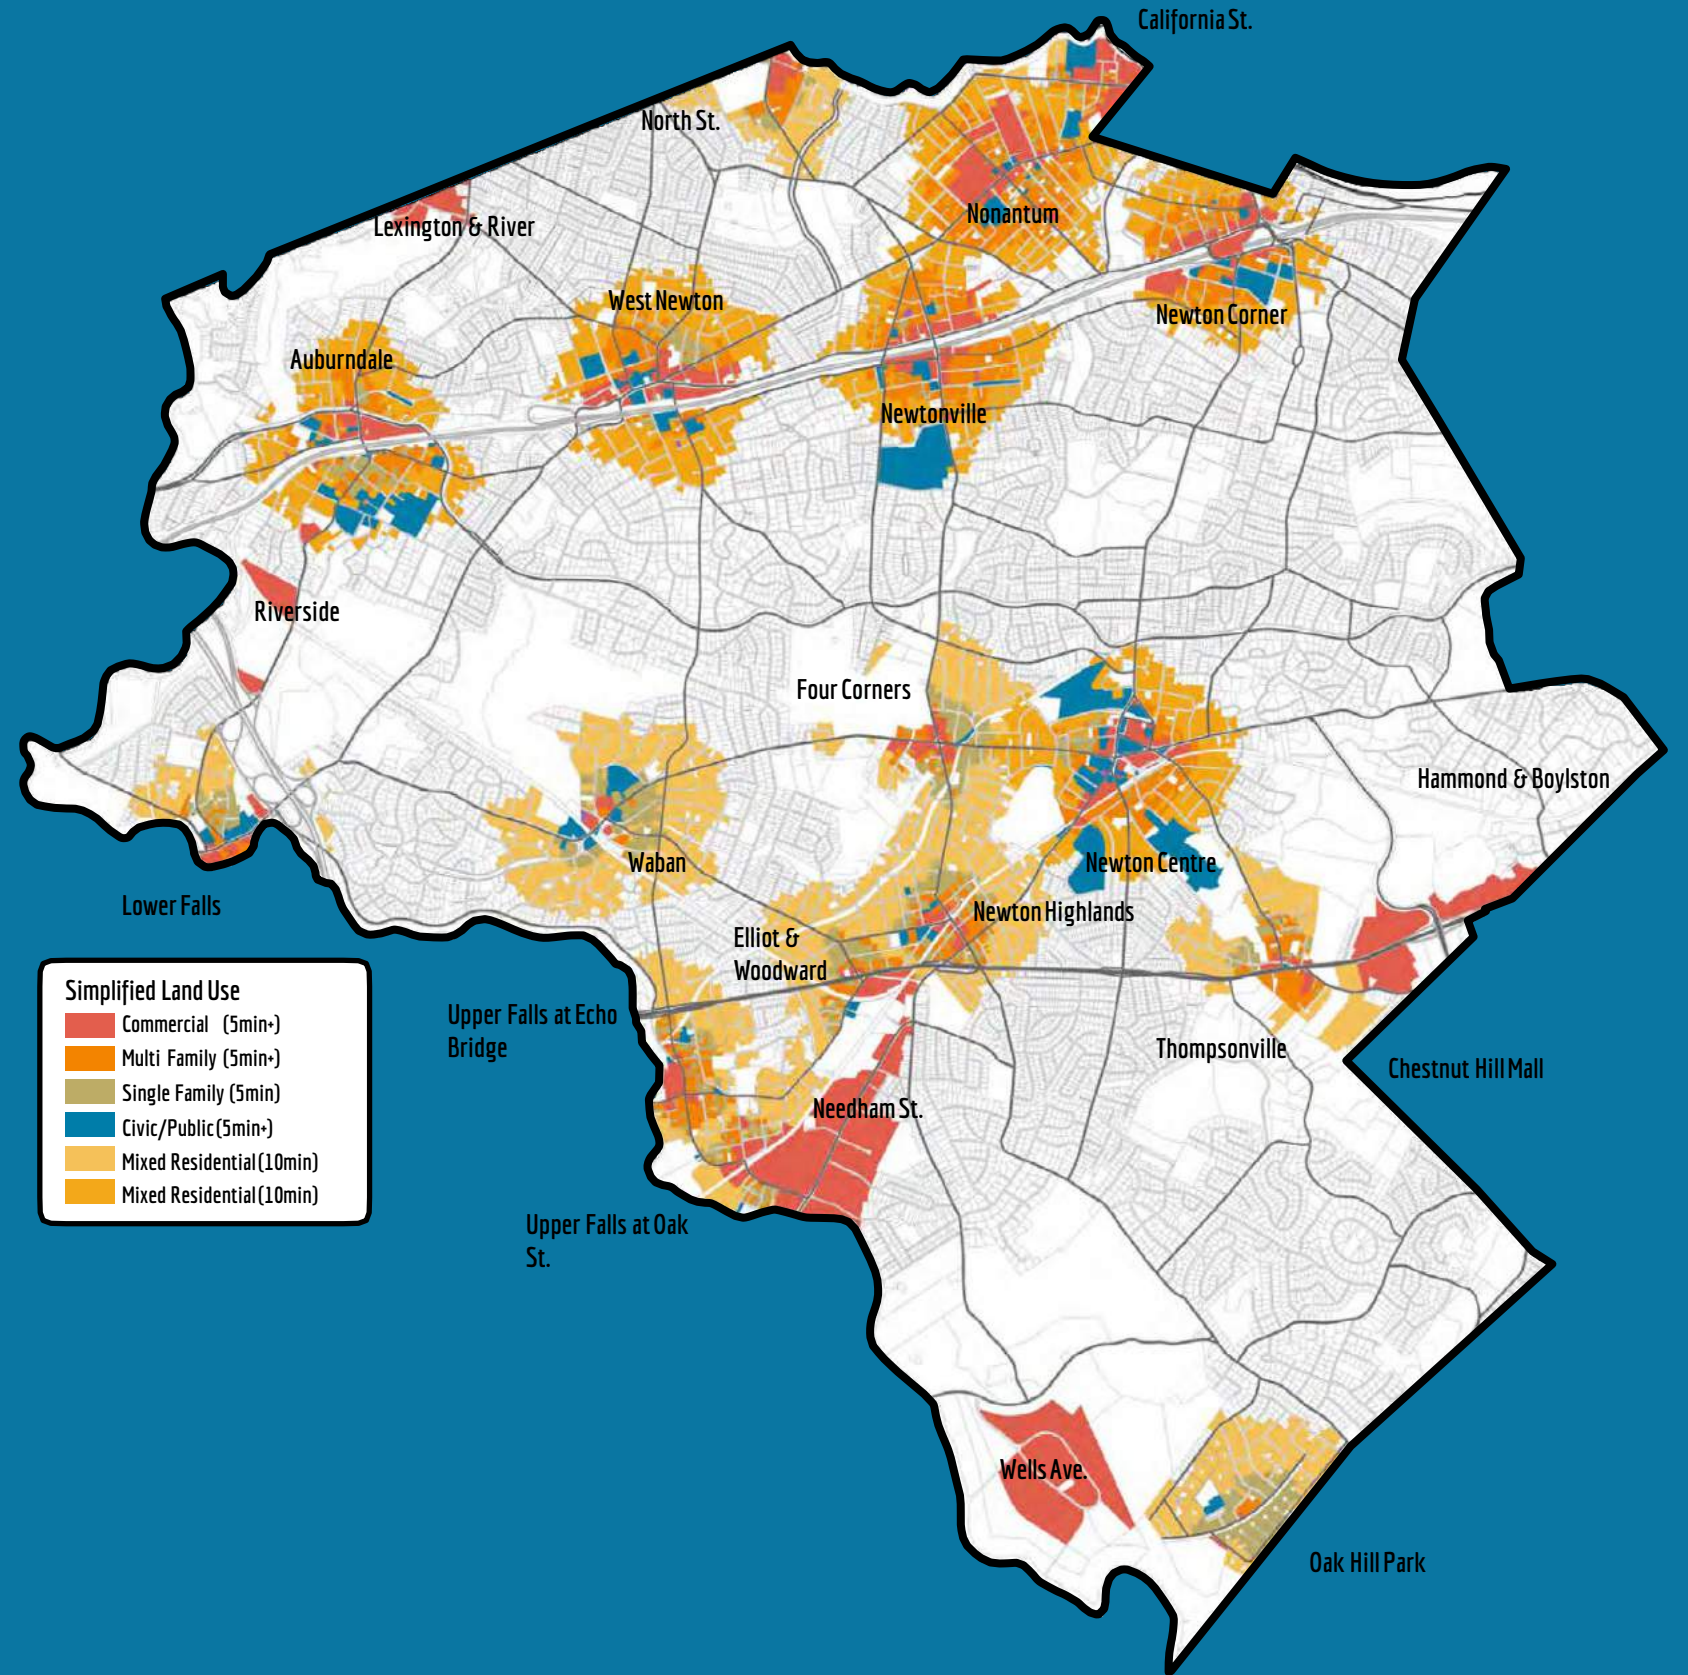 California St.
North St.
Lexington & River
Nonantum
West Newton
Newton Corner
Auburndale
Newtonville
Riverside
Four Corners
Hammond & Boylston
Waban
Newton Centre
Lower Falls
Newton Highlands
Elliot &
Woodward
Upper Falls at Echo
Bridge
Thompsonville
Chestnut Hill Mall
Needham St.
Upper Falls at Oak
St.
Wells Ave.
Oak Hill Park
Simplified Land Use
Commercial (5min+)
Multi Family (5min+)
Single Family (5min)
Civic/Public (5min+)
Mixed Residential (10min)
Mixed Residential (10min)